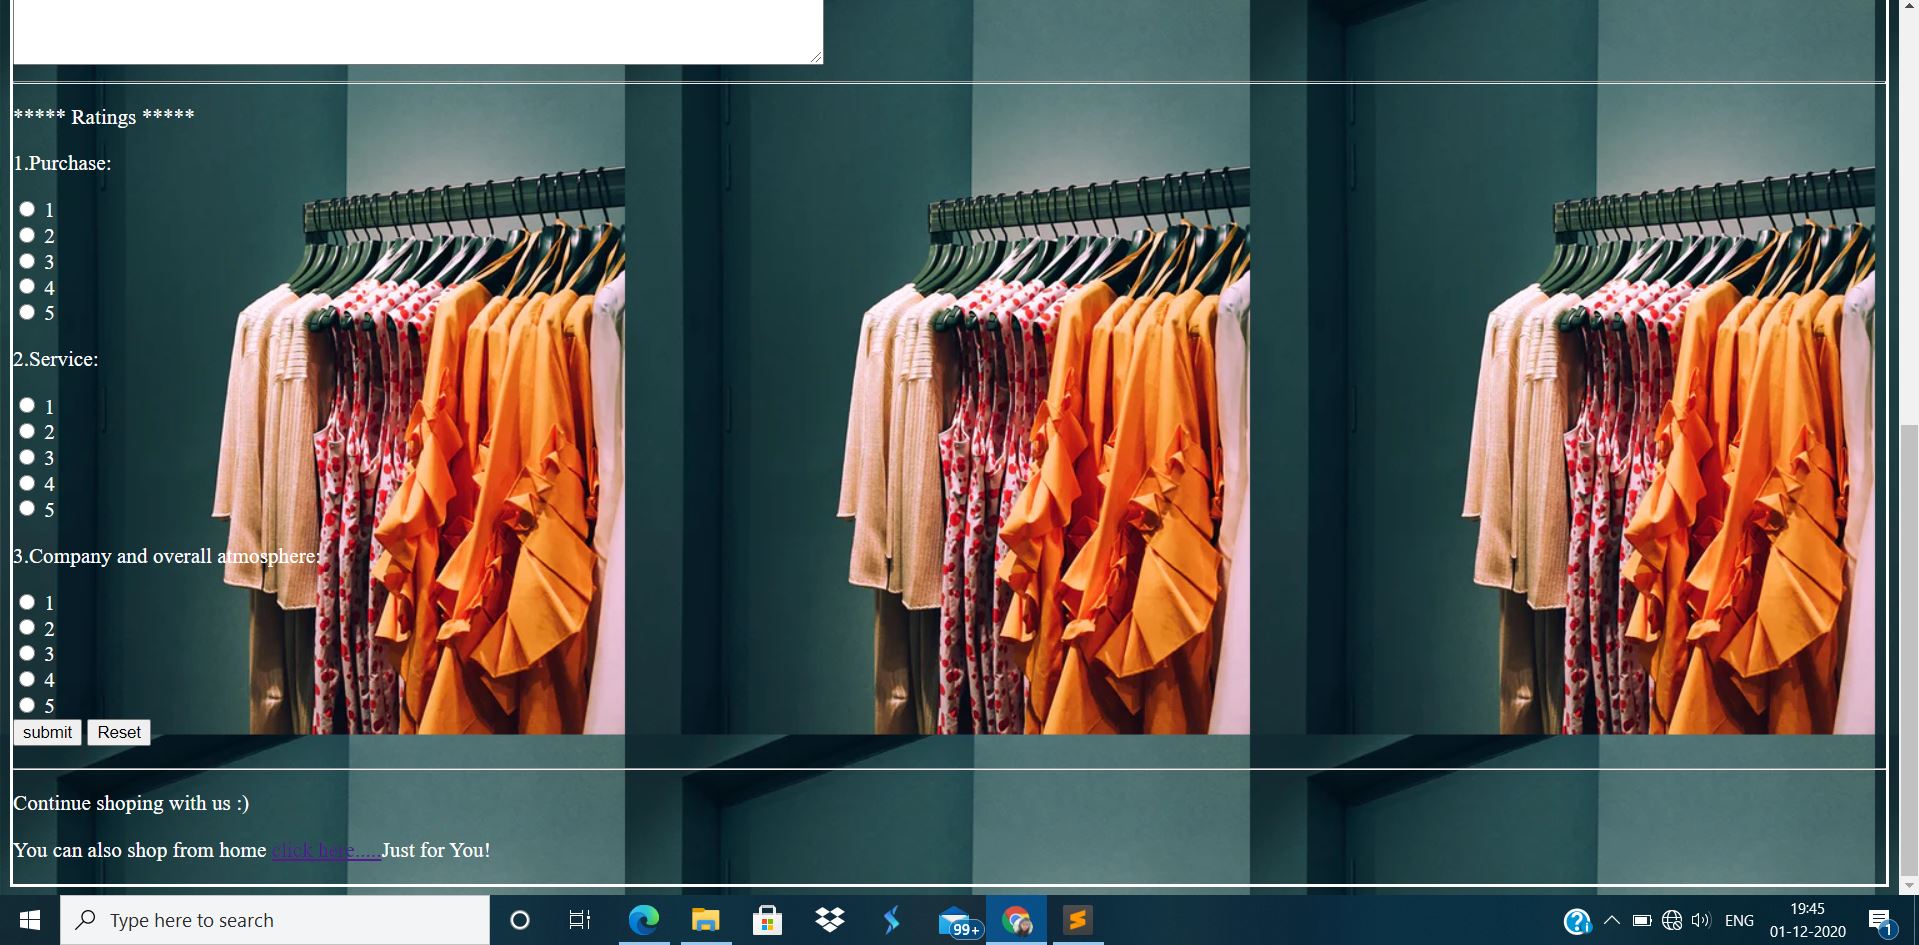 ***** Ratings *****
1.Purchase:
1
2
3
4
5
2.Service:
1
2
3
4
5
3.Company and overall atmosphere:
1
2
3
4
5
submit Reset
Continue shoping with us :)
You can also shop from home click here.....Just for You!
Type here to search
99+
ENG
19:45
01-12-2020
1